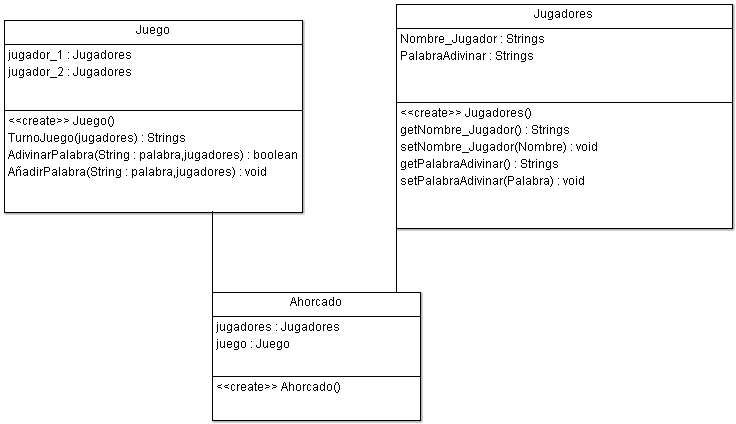 Juego
jugador_1 : Jugadores
jugador_2 : Jugadores
<<create>> Juego()
TurnoJuego(jugadores) : Strings
AdivinarPalabra(String : palabra,jugadores) : boolean
AñadirPalabra(String : palabra,jugadores) : void
Jugadores
Nombre_Jugador : Strings
PalabraAdivinar : Strings
<<create>> Jugadores()
getNombre_Jugador() : Strings
setNombre_Jugador(Nombre) : void
getPalabraAdivinar() : Strings
setPalabraAdivinar(Palabra) : void
Ahorcado
jugadores : Jugadores
juego : Juego
<<create>> Ahorcado()